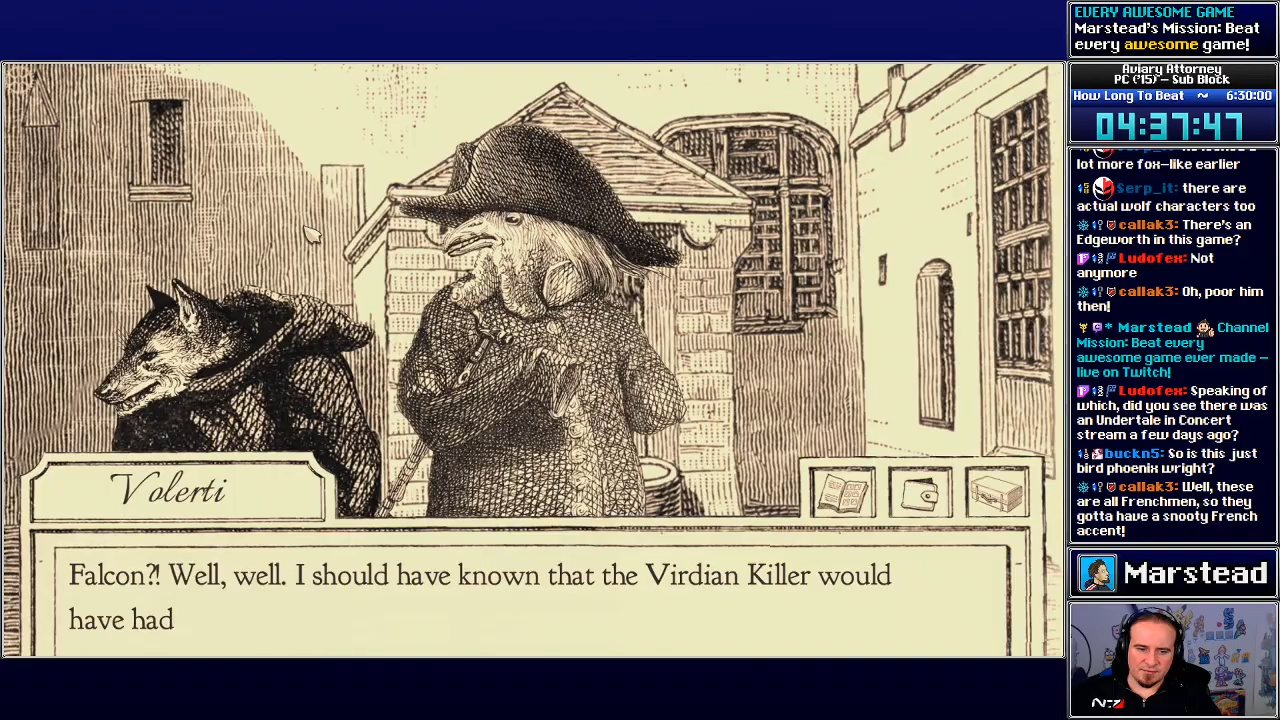 EVERY AWESOME GAME
Marstead's Mission: Beat
every awesome game!
Aviary Attorney
PC ('15) – Sub Block
How Long To Beat ~ 6:30:00
04:37:47
lot more fox-like earlier
Serp_it: there are
actual wolf characters too
callak3: There's an
Edgeworth in this game?
Ludofex: Not
anymore
callak3: Oh, poor him
then!
Marstead Channel
Mission: Beat every
awesome game ever made –
live on Twitch!
Ludofex: Speaking of
which, did you see there was
an Undertale in Concert
stream a few days ago?
buckn5: So is this just
bird phoenix wright?
callak3: Well, these
are all Frenchmen, so they
gotta have a snooty French
accent!
Marstead
Volerti
Falcon?! Well, well. I should have known that the Virdian Killer would
have had
N7